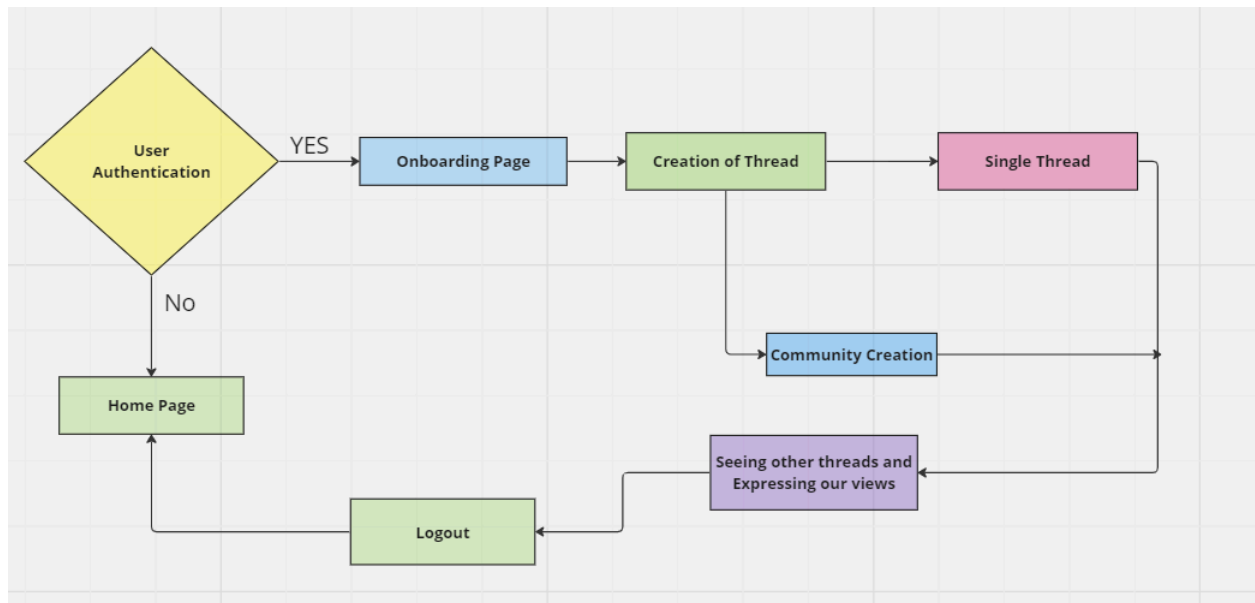 User
Authentication
YES
Onboarding Page
Creation of Thread
Single Thread
No
Community Creation
Home Page
Seeing other threads and
Expressing our views
Logout